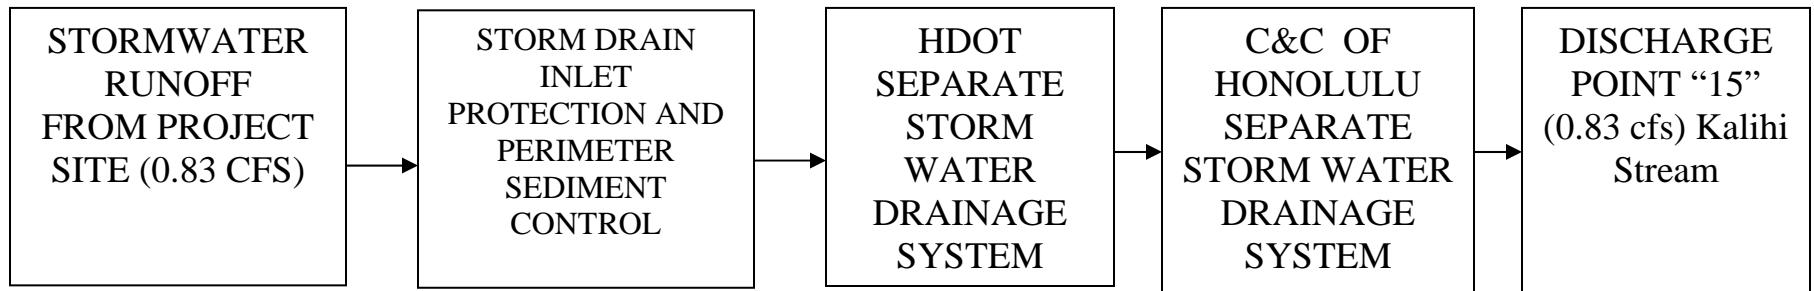 STORMWATER
RUNOFF
FROM PROJECT
SITE (0.83 CFS)
STORM DRAIN
INLET
PROTECTION AND
PERIMETER
SEDIMENT
CONTROL
HDOT
SEPARATE
STORM
WATER
DRAINAGE
SYSTEM
C&C OF
HONOLULU
SEPARATE
STORM WATER
DRAINAGE
SYSTEM
DISCHARGE
POINT “15”
(0.83 cfs) Kalihi
Stream